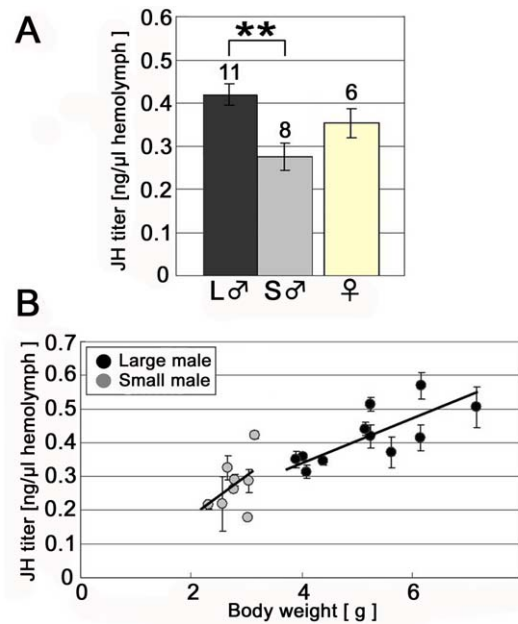 A
JH titer [ng/µl hemolymph ]
0.6
0.5
0.4
0.3
0.2
0.1
0
**
11
8
6
L♂
S♂
♀
B
JH titer [ng/µl hemolymph ]
0.7
0.6
0.5
0.4
0.3
0.2
0.1
0
Large male
Small male
0
2
4
6
Body weight [ g ]